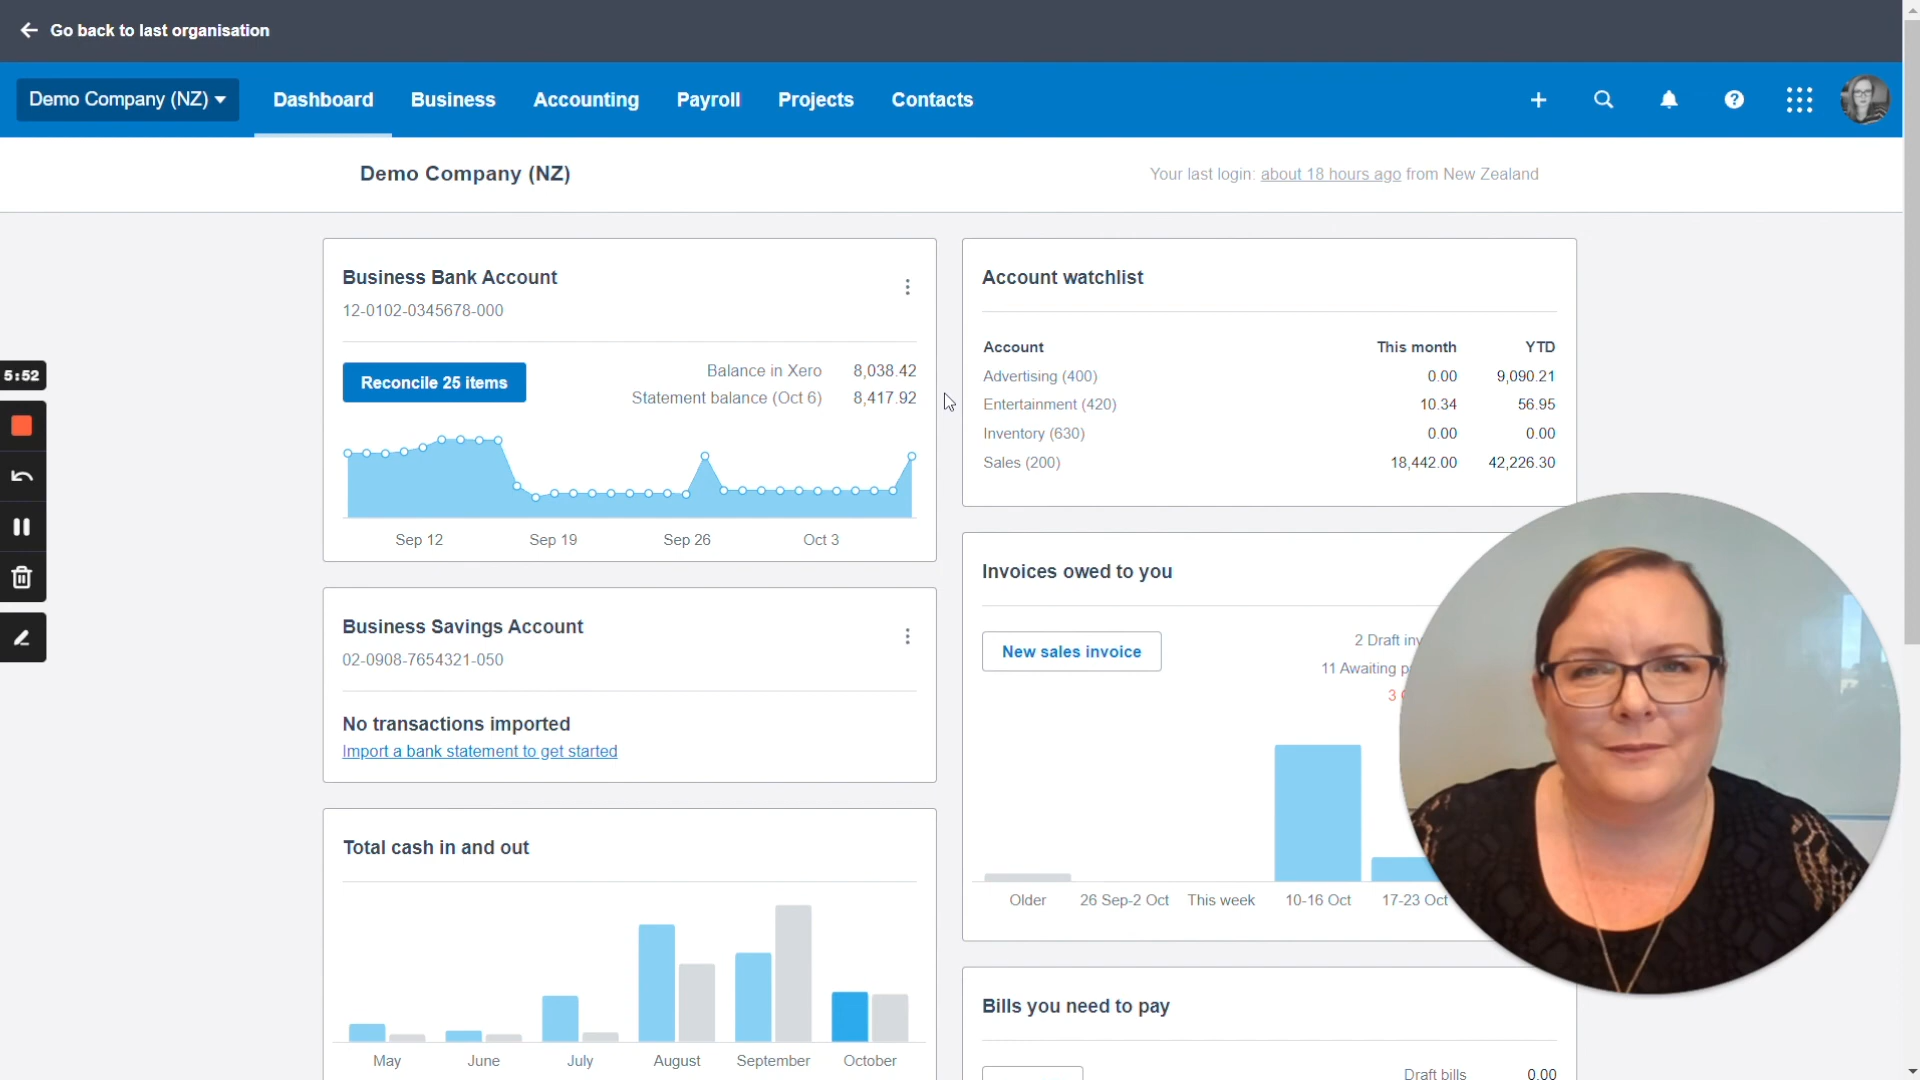 Go back to last organisation
Demo Company (NZ)
Dashboard
Business
Accounting
Payroll
Projects
Contacts
Demo Company (NZ)
Your last login: about 18 hours ago from New Zealand
Business Bank Account
12-0102-0345678-000
Reconcile 25 items
Balance in Xero 8,038.42
Statement balance (Oct 6) 8,417.92
Sep 12 Sep 19 Sep 26 Oct 3
Account watchlist
Account This month YTD
Advertising (400) 0.00 9,090.21
Entertainment (420) 10.34 56.95
Inventory (630) 0.00 0.00
Sales (200) 18,442.00 42,226.30
5:52
Business Savings Account
02-0908-7654321-050
No transactions imported
Import a bank statement to get started
Invoices owed to you
New sales invoice
2 Draft
11 Awaiting
3
Older 26 Sep-2 Oct This week 10-16 Oct 17-23 Oct
Total cash in and out
May June July August September October
Bills you need to pay
Draft bills 0.00